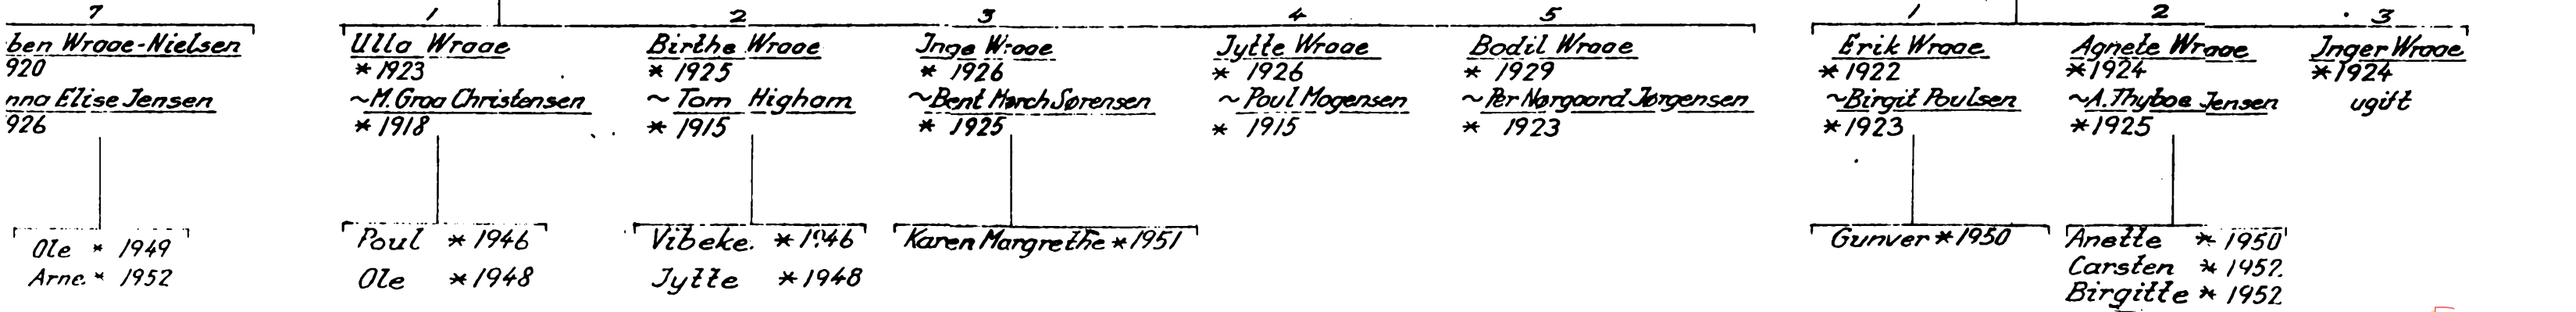 7
ben Wraae-Nielsen
920
nna Elise Jensen
926
Ole * 1949
Arne * 1952
1
Ulla Wraae
* 1923
~M. Graa Christensen
* 1918
Poul * 1946
Ole * 1948
2
Birthe Wraae
* 1925
~ Tom Higham
* 1915
Vibeke. * 1946
Jytte * 1948
3
Inge Wraae
* 1926
~Bent Mørch Sørensen
* 1925
Karen Margrethe * 1951
4
Jytte Wraae
* 1926
~ Poul Mogensen
* 1915
5
Bodil Wraae
* 1929
~ Per Nørgaard Jørgensen
* 1923
1
Erik Wraae
* 1922
~Birgit Poulsen
* 1923
Gunver * 1950
2
Agnete Wraae
* 1924
~A. Thyboe Jensen
* 1925
Anette * 1950
Carsten * 1952.
Birgitte * 1952
3
Inger Wraae
* 1924
ugift